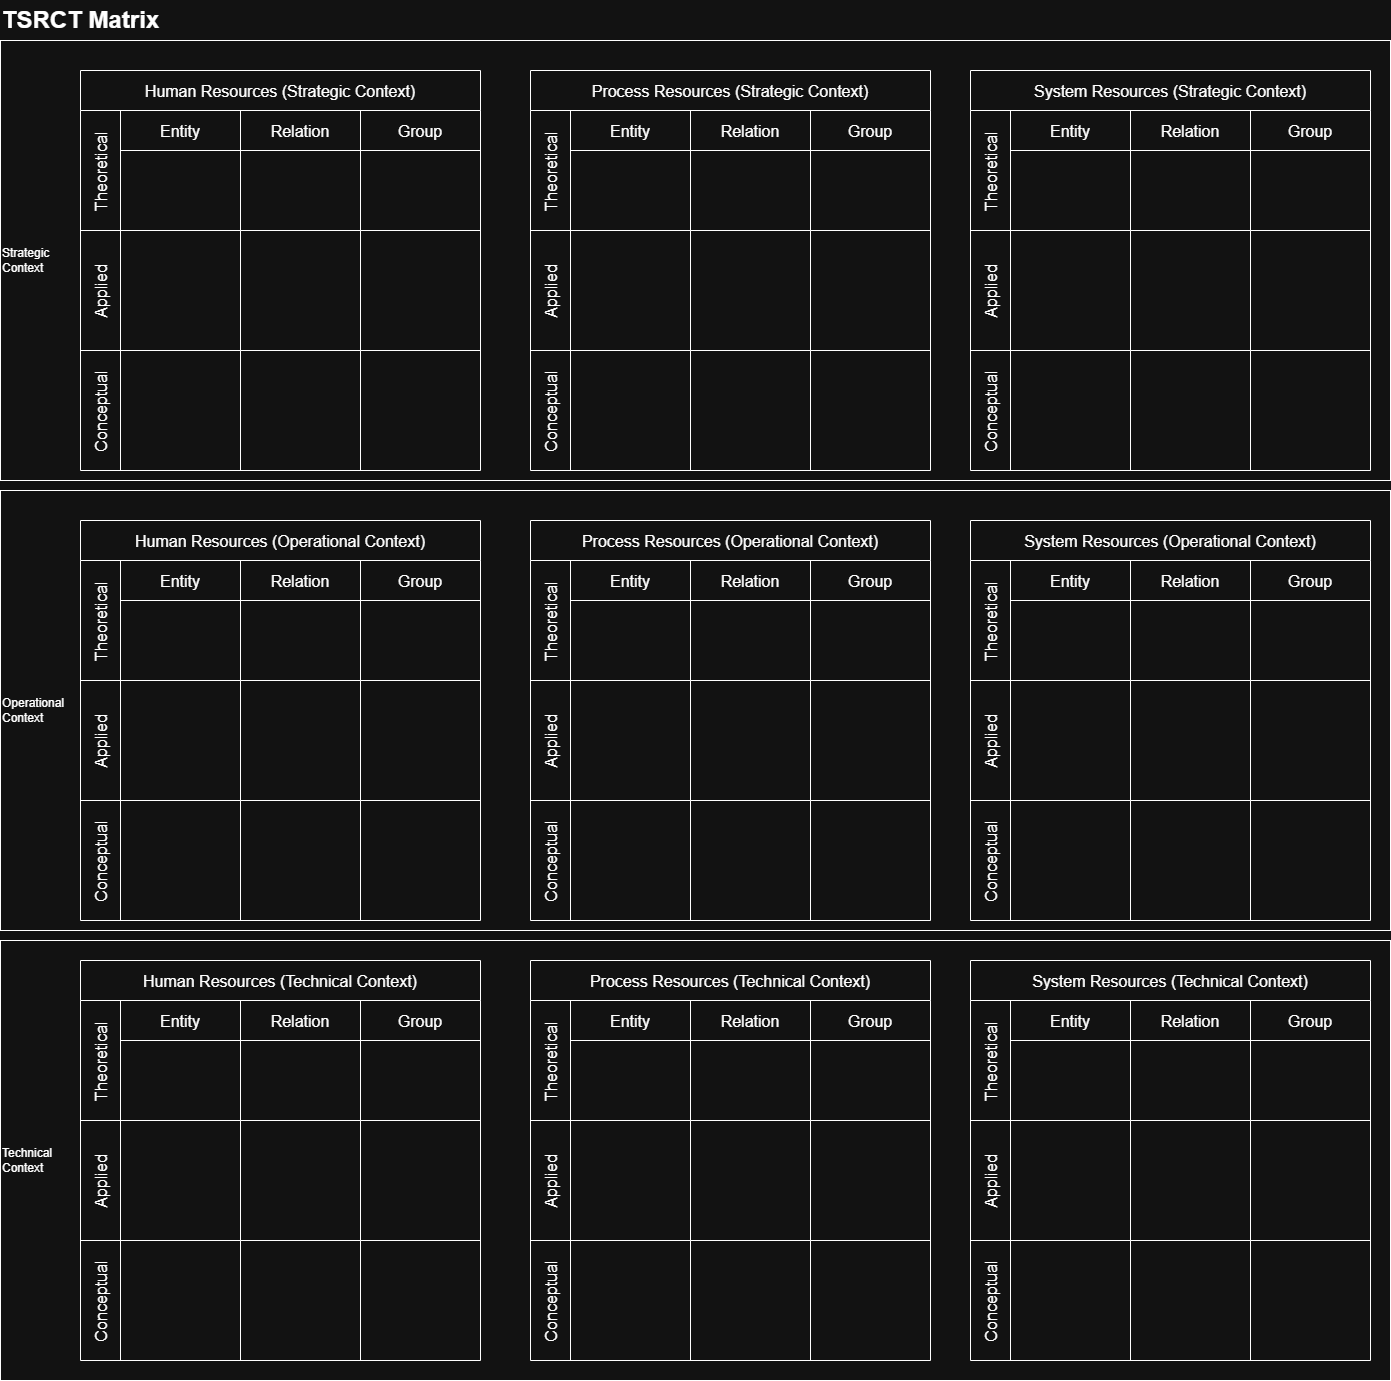 TSRCT Matrix
Strategic
Context
Human Resources (Strategic Context)
Entity Relation Group
Theoretical
Applied
Conceptual
Process Resources (Strategic Context)
Entity Relation Group
Theoretical
Applied
Conceptual
System Resources (Strategic Context)
Entity Relation Group
Theoretical
Applied
Conceptual
Operational
Context
Human Resources (Operational Context)
Entity Relation Group
Theoretical
Applied
Conceptual
Process Resources (Operational Context)
Entity Relation Group
Theoretical
Applied
Conceptual
System Resources (Operational Context)
Entity Relation Group
Theoretical
Applied
Conceptual
Technical
Context
Human Resources (Technical Context)
Entity Relation Group
Theoretical
Applied
Conceptual
Process Resources (Technical Context)
Entity Relation Group
Theoretical
Applied
Conceptual
System Resources (Technical Context)
Entity Relation Group
Theoretical
Applied
Conceptual